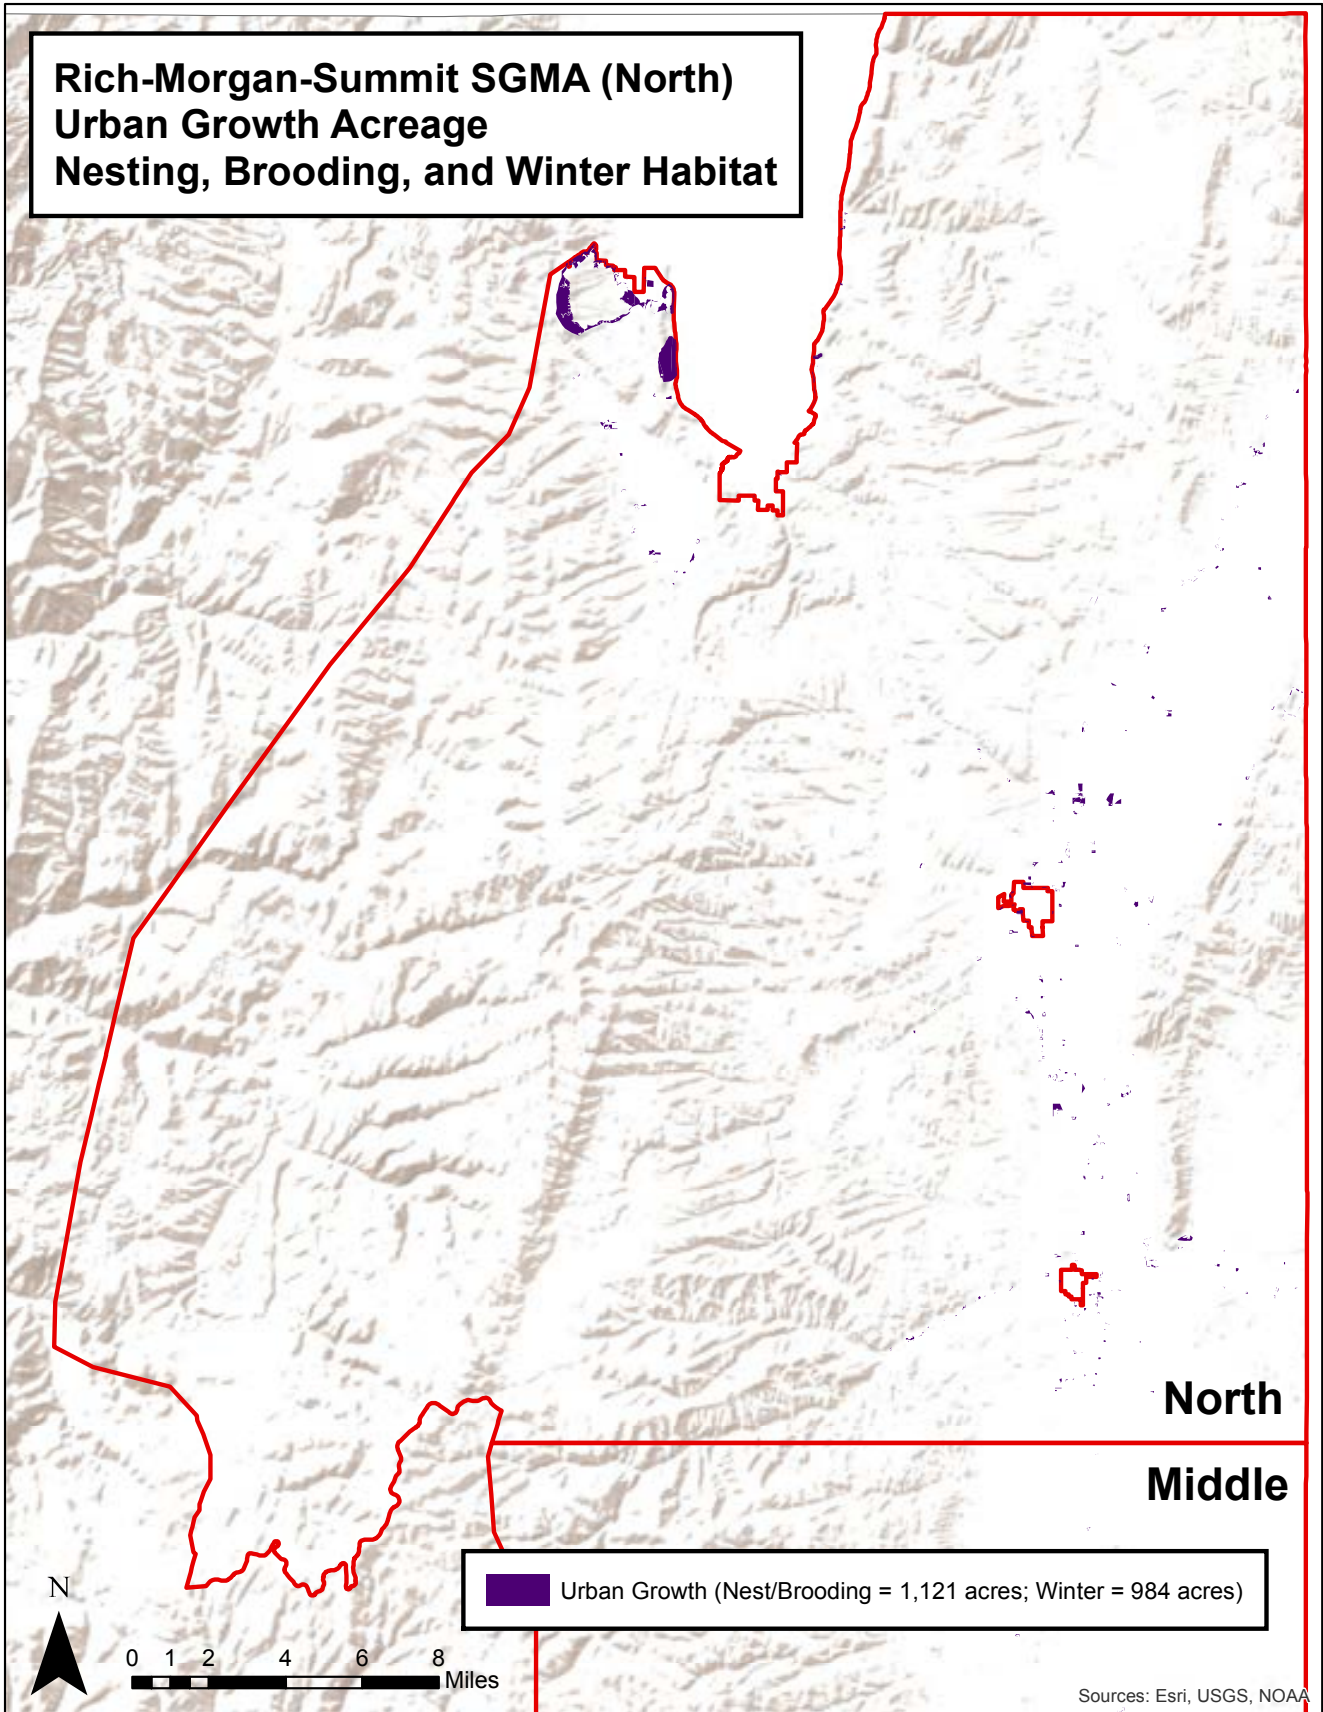 Rich-Morgan-Summit SGMA (North)
Urban Growth Acreage
Nesting, Brooding, and Winter Habitat
North
Middle
Urban Growth (Nest/Brooding = 1,121 acres; Winter = 984 acres)
N
0 1 2 4 6 8
Miles
Sources: Esri, USGS, NOAA